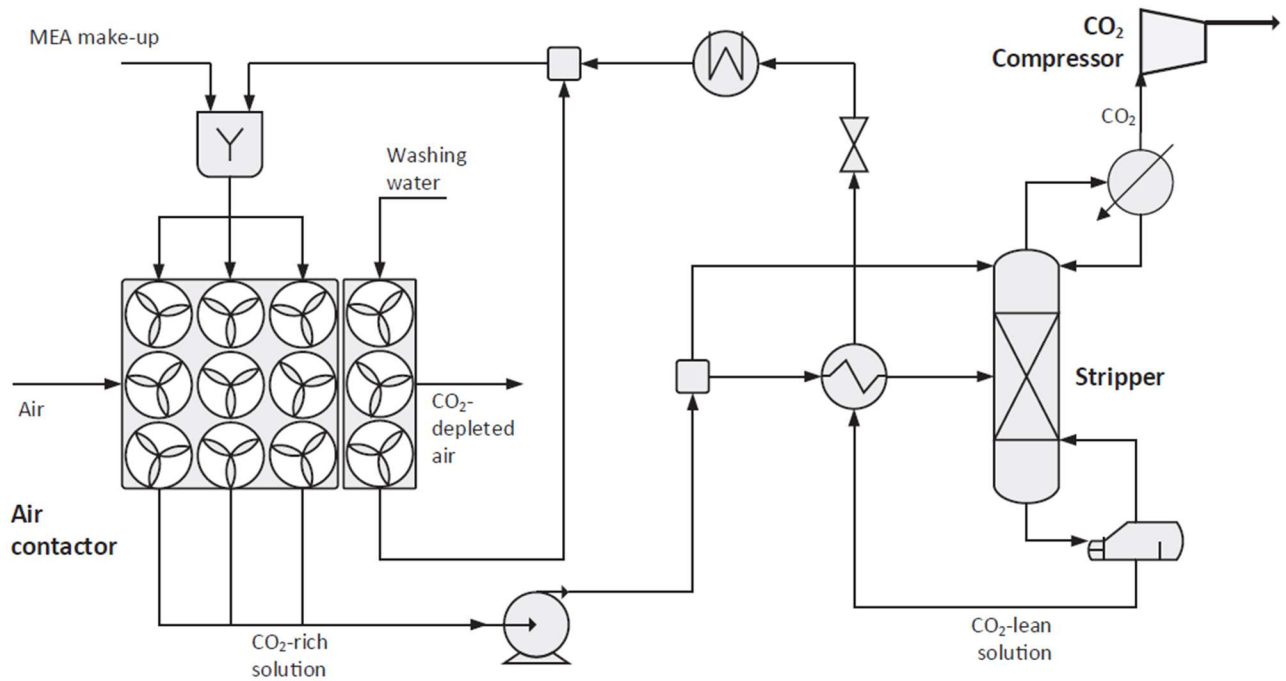 MEA make-up
CO₂
Compressor
CO₂
Washing
water
Air
CO₂-
depleted
air
Stripper
Air
contactor
CO₂-rich
solution
CO₂-lean
solution